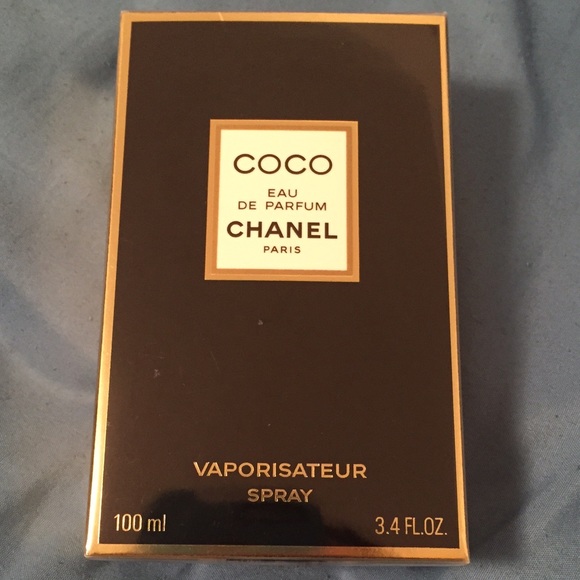 COCO
EAU
DE PARFUM
CHANEL
PARIS
VAPORISATEUR
SPRAY
100 ml 3.4 FL.OZ.